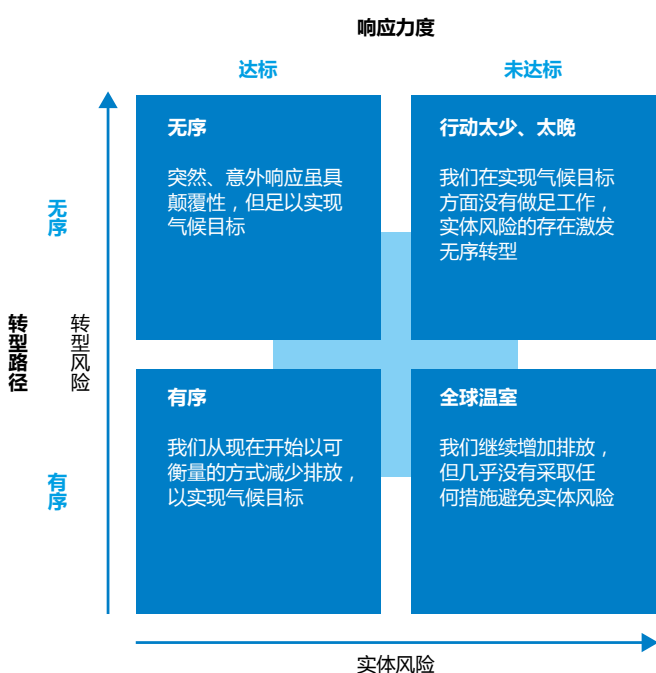 响应力度
达标
未达标
无序
突然、意外响应虽具
颠覆性，但足以实现
气候目标
行动太少、太晚
我们在实现气候目标
方面没有做足工作，
实体风险的存在激发
无序转型
无序
转型路径
转型风险
有序
有序
我们从现在开始以可
衡量的方式减少排放，
以实现气候目标
全球温室
我们继续增加排放，
但几乎没有采取任
何措施避免实体风险
实体风险